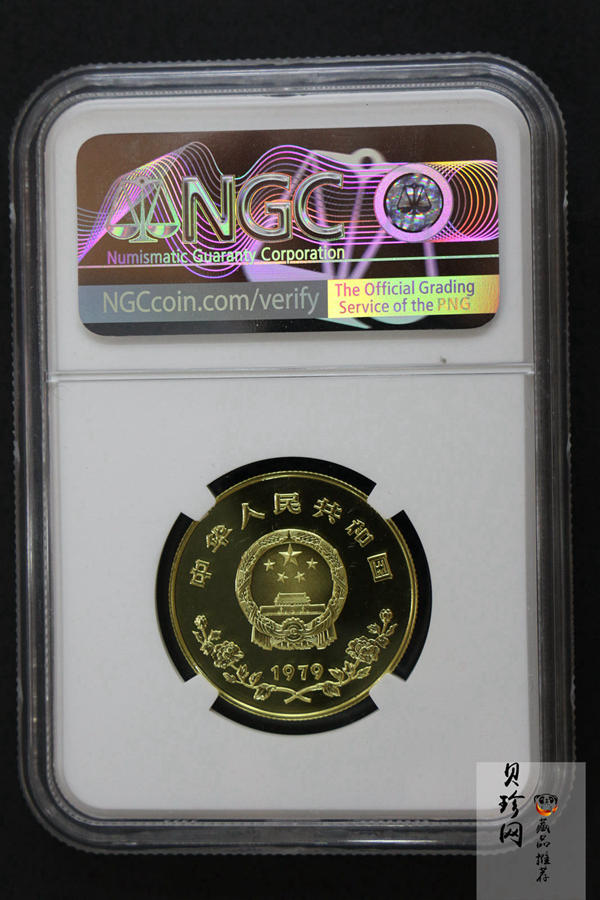 NGC
Numismatic Guaranty Corporation
NGCcoin.com/verify
The Official Grading
Service of the PNG
中华人民共和国
1979
贝珍网
藏品推荐